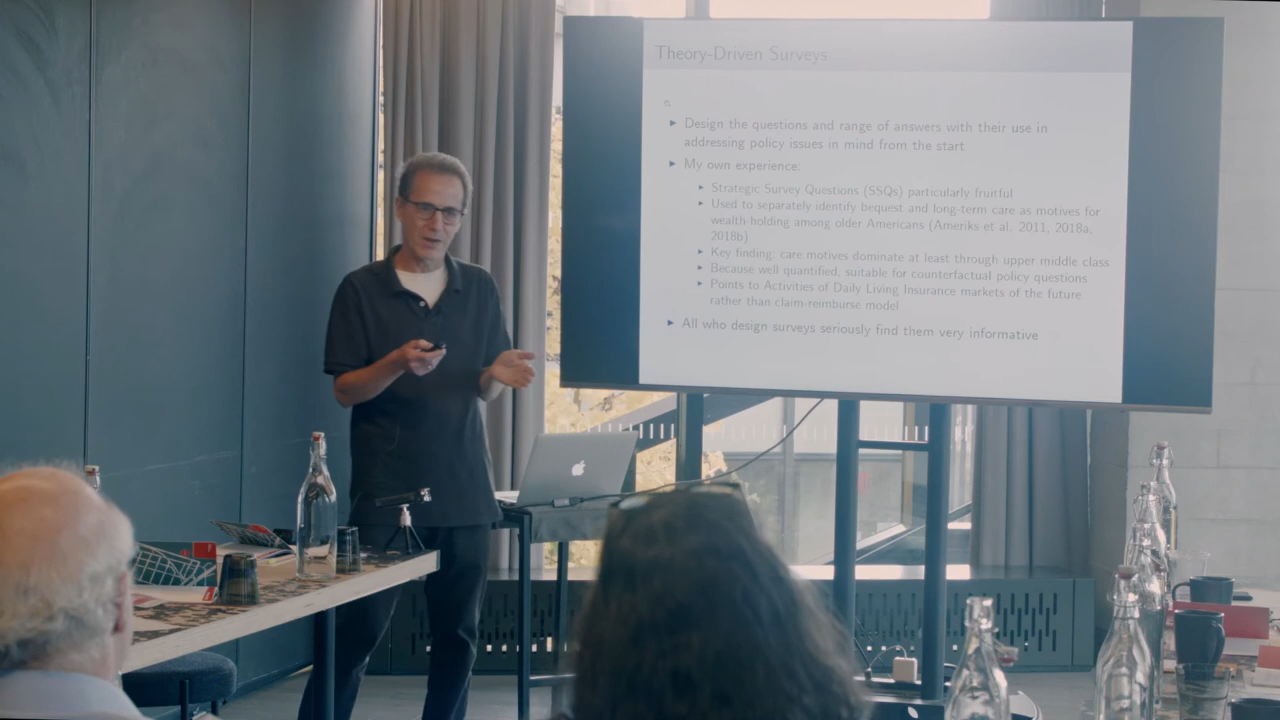 Theory-Driven Surveys
Design the questions and range of answers with their use in
addressing policy issues in mind from the start
My own experience:
Strategic Survey Questions (SSQs) particularly fruitful
Used to separately identify bequest and long-term care as motives for
wealth-holding among older Americans (Ameriks et al. 2011, 2018a,
2018b)
Key finding: care motives dominate at least through upper middle class
Because well quantified, suitable for counterfactual policy questions
Points to Activities of Daily Living Insurance markets of the future
rather than claim-reimburse model
All who design surveys seriously find them very informative